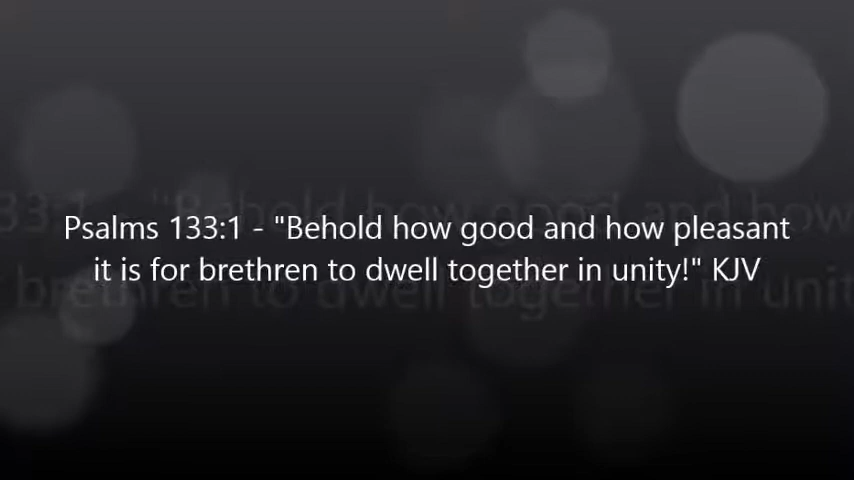 Psalms 133:1 - "Behold how good and how pleasant
it is for brethren to dwell together in unity!" KJV